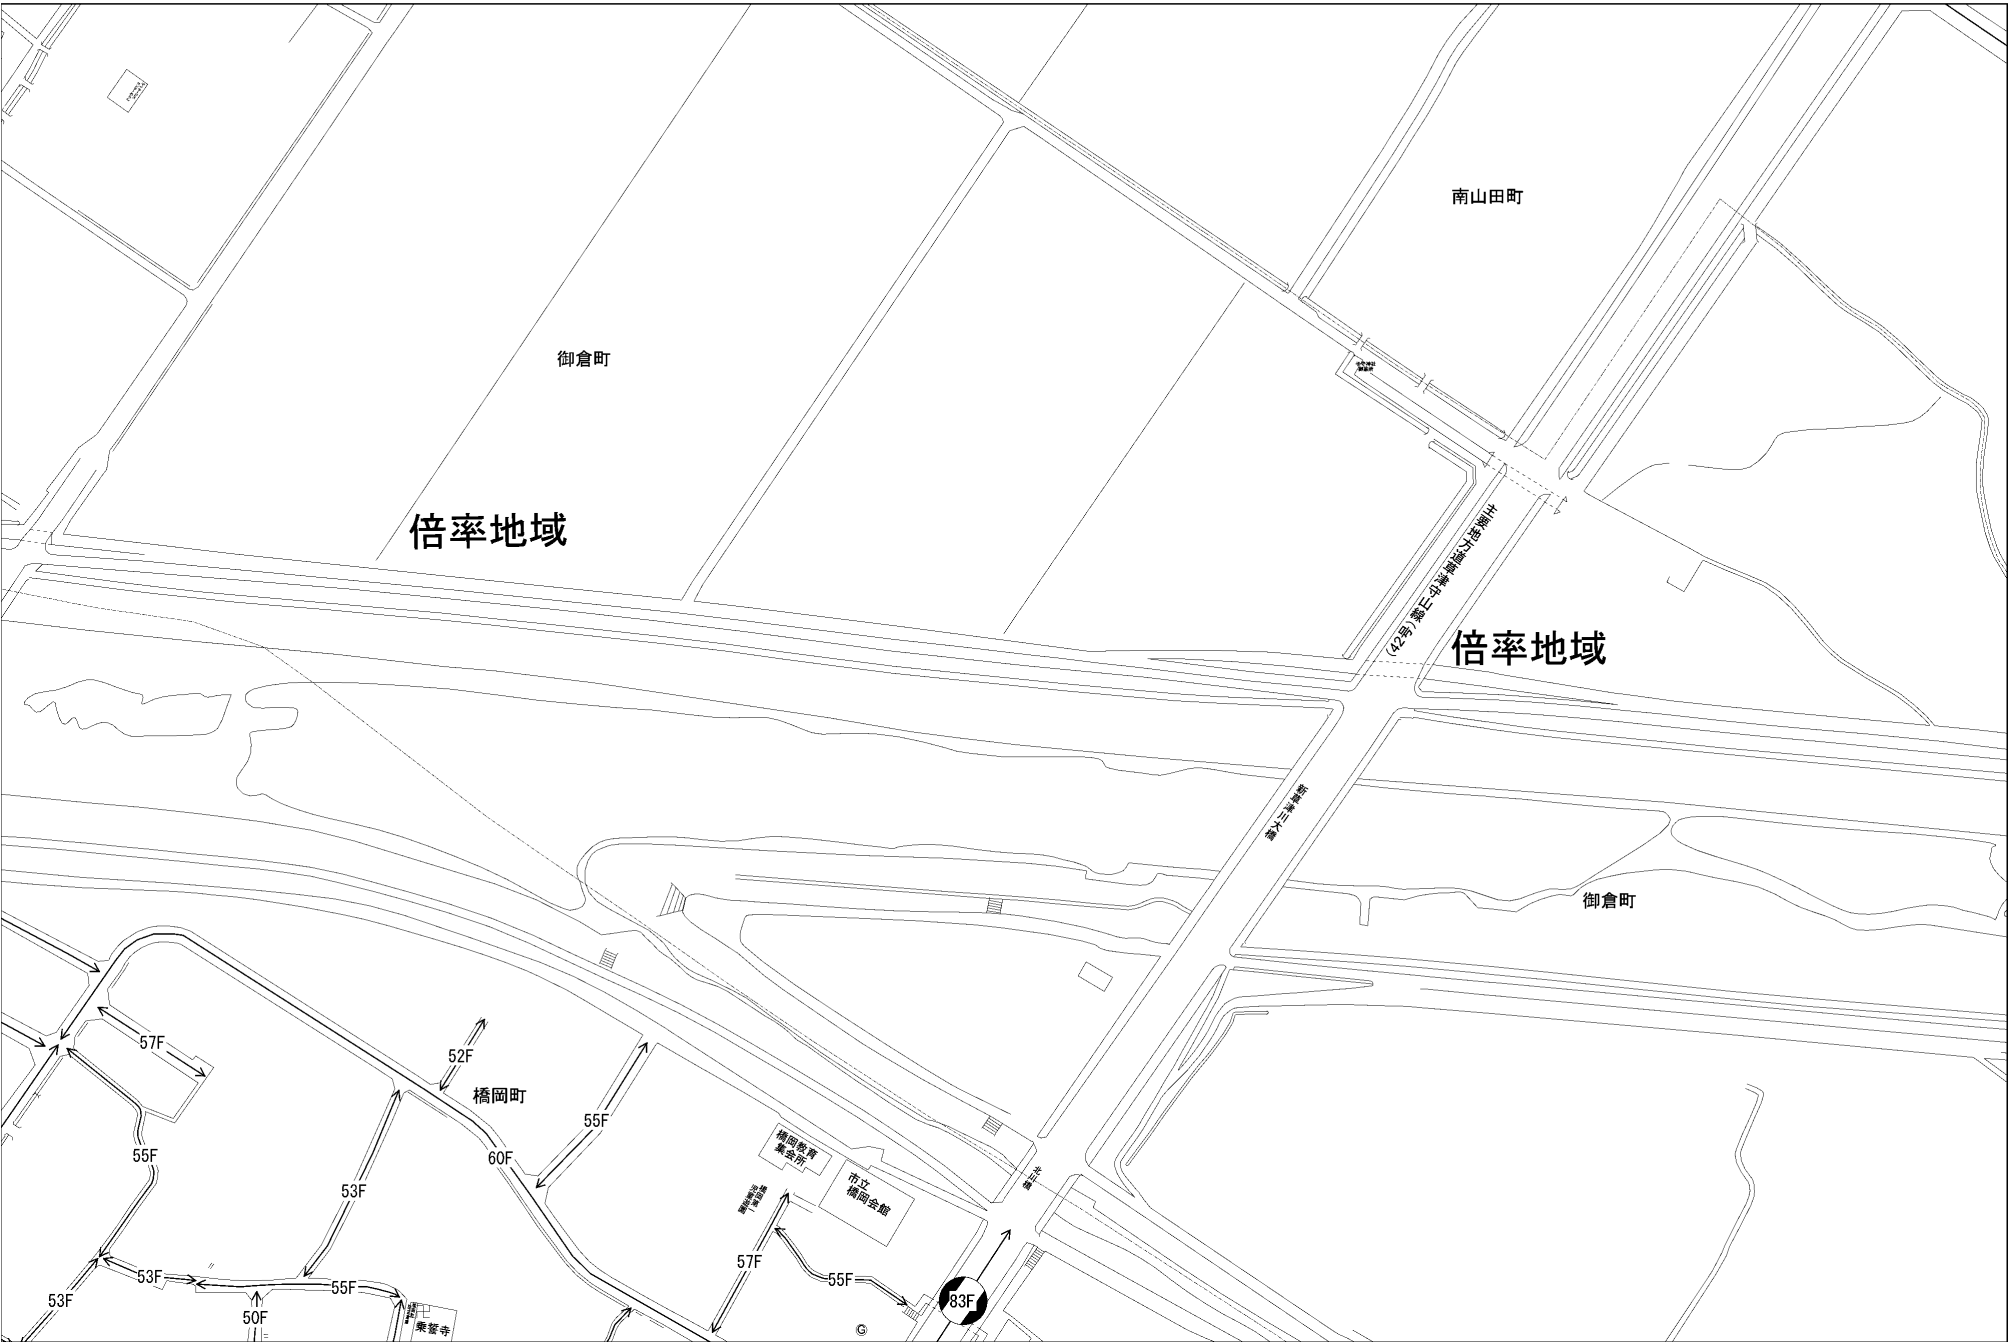 南山田町
御倉町
倍率地域
主要地方道草津守山線
(42号)
倍率地域
新草津川大橋
御倉町
57F
52F
橋岡町
55F
60F
55F
53F
橋岡教育
集会所
市立
橋岡会館
北川橋
57F
55F
53F
55F
53F
50F
乗誓寺
83F
G